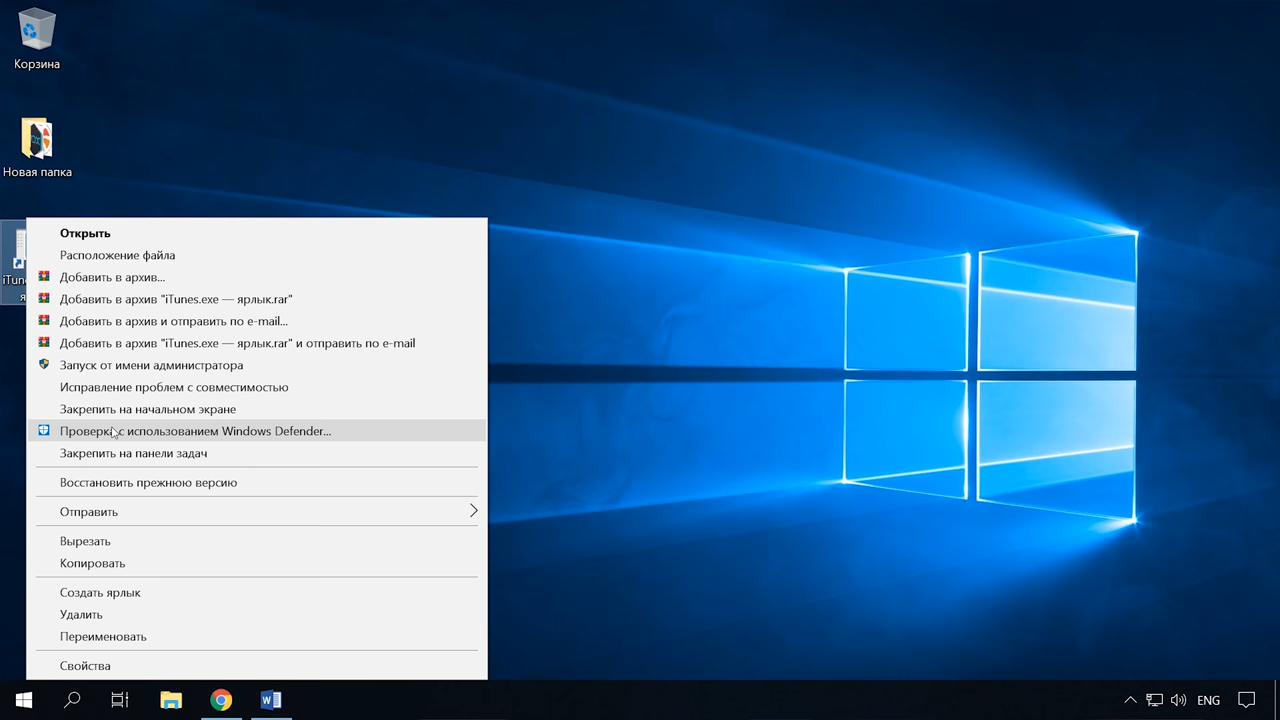 Корзина
Новая папка
Открыть
Расположение файла
Добавить в архив...
Добавить в архив "iTunes.exe — ярлык.rar"
Добавить в архив и отправить по e-mail...
Добавить в архив "iTunes.exe — ярлык.rar" и отправить по e-mail
Запуск от имени администратора
Исправление проблем с совместимостью
Закрепить на начальном экране
Проверка с использованием Windows Defender...
Закрепить на панели задач
Восстановить прежнюю версию
Отправить
Вырезать
Копировать
Создать ярлык
Удалить
Переименовать
Свойства
ENG